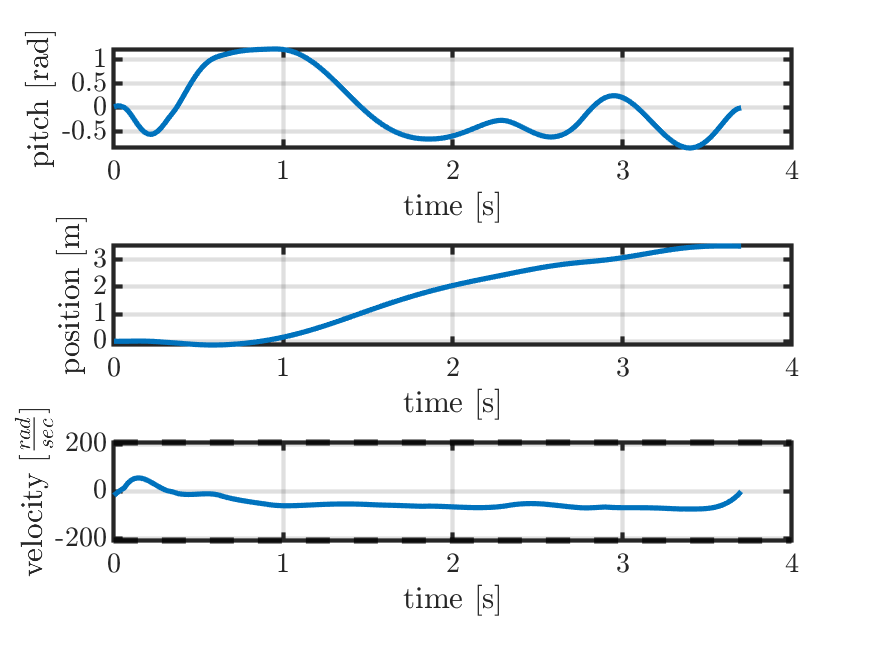 pitch [rad]
1
0.5
0
-0.5
0 1 2 3 4
time [s]
position [m]
3
2
1
0
0 1 2 3 4
time [s]
velocity [rad/sec]
200
0
-200
0 1 2 3 4
time [s]